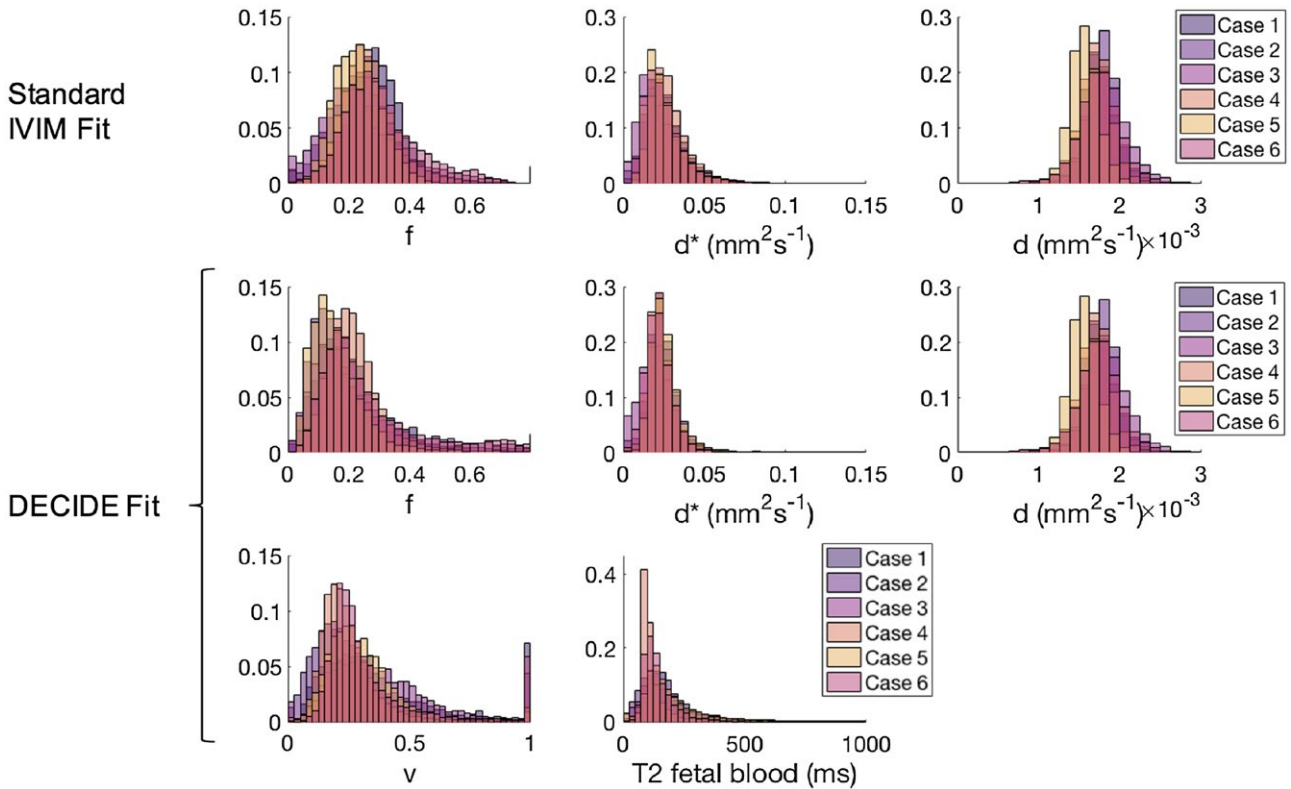 Standard
IVIM Fit
0.15
0.1
0.05
0
0 0.2 0.4 0.6
f
0.3
0.2
0.1
0
0 0.05 0.15
d* (mm²s⁻¹)
0.3
0.2
0.1
0
0 1 2 3
d (mm²s⁻¹)×10⁻³
Case 1
Case 2
Case 3
Case 4
Case 5
Case 6
DECIDE Fit
0.15
0.1
0.05
0
0 0.2 0.4 0.6
f
0.3
0.2
0.1
0
0 0.05 0.1 0.15
d* (mm²s⁻¹)
0.3
0.2
0.1
0
0 1 2 3
d (mm²s⁻¹)×10⁻³
Case 1
Case 2
Case 3
Case 4
Case 5
Case 6
0.15
0.1
0.05
0
0 0.5 1
v
0.4
0.2
0
0 500 1000
T2 fetal blood (ms)
Case 1
Case 2
Case 3
Case 4
Case 5
Case 6